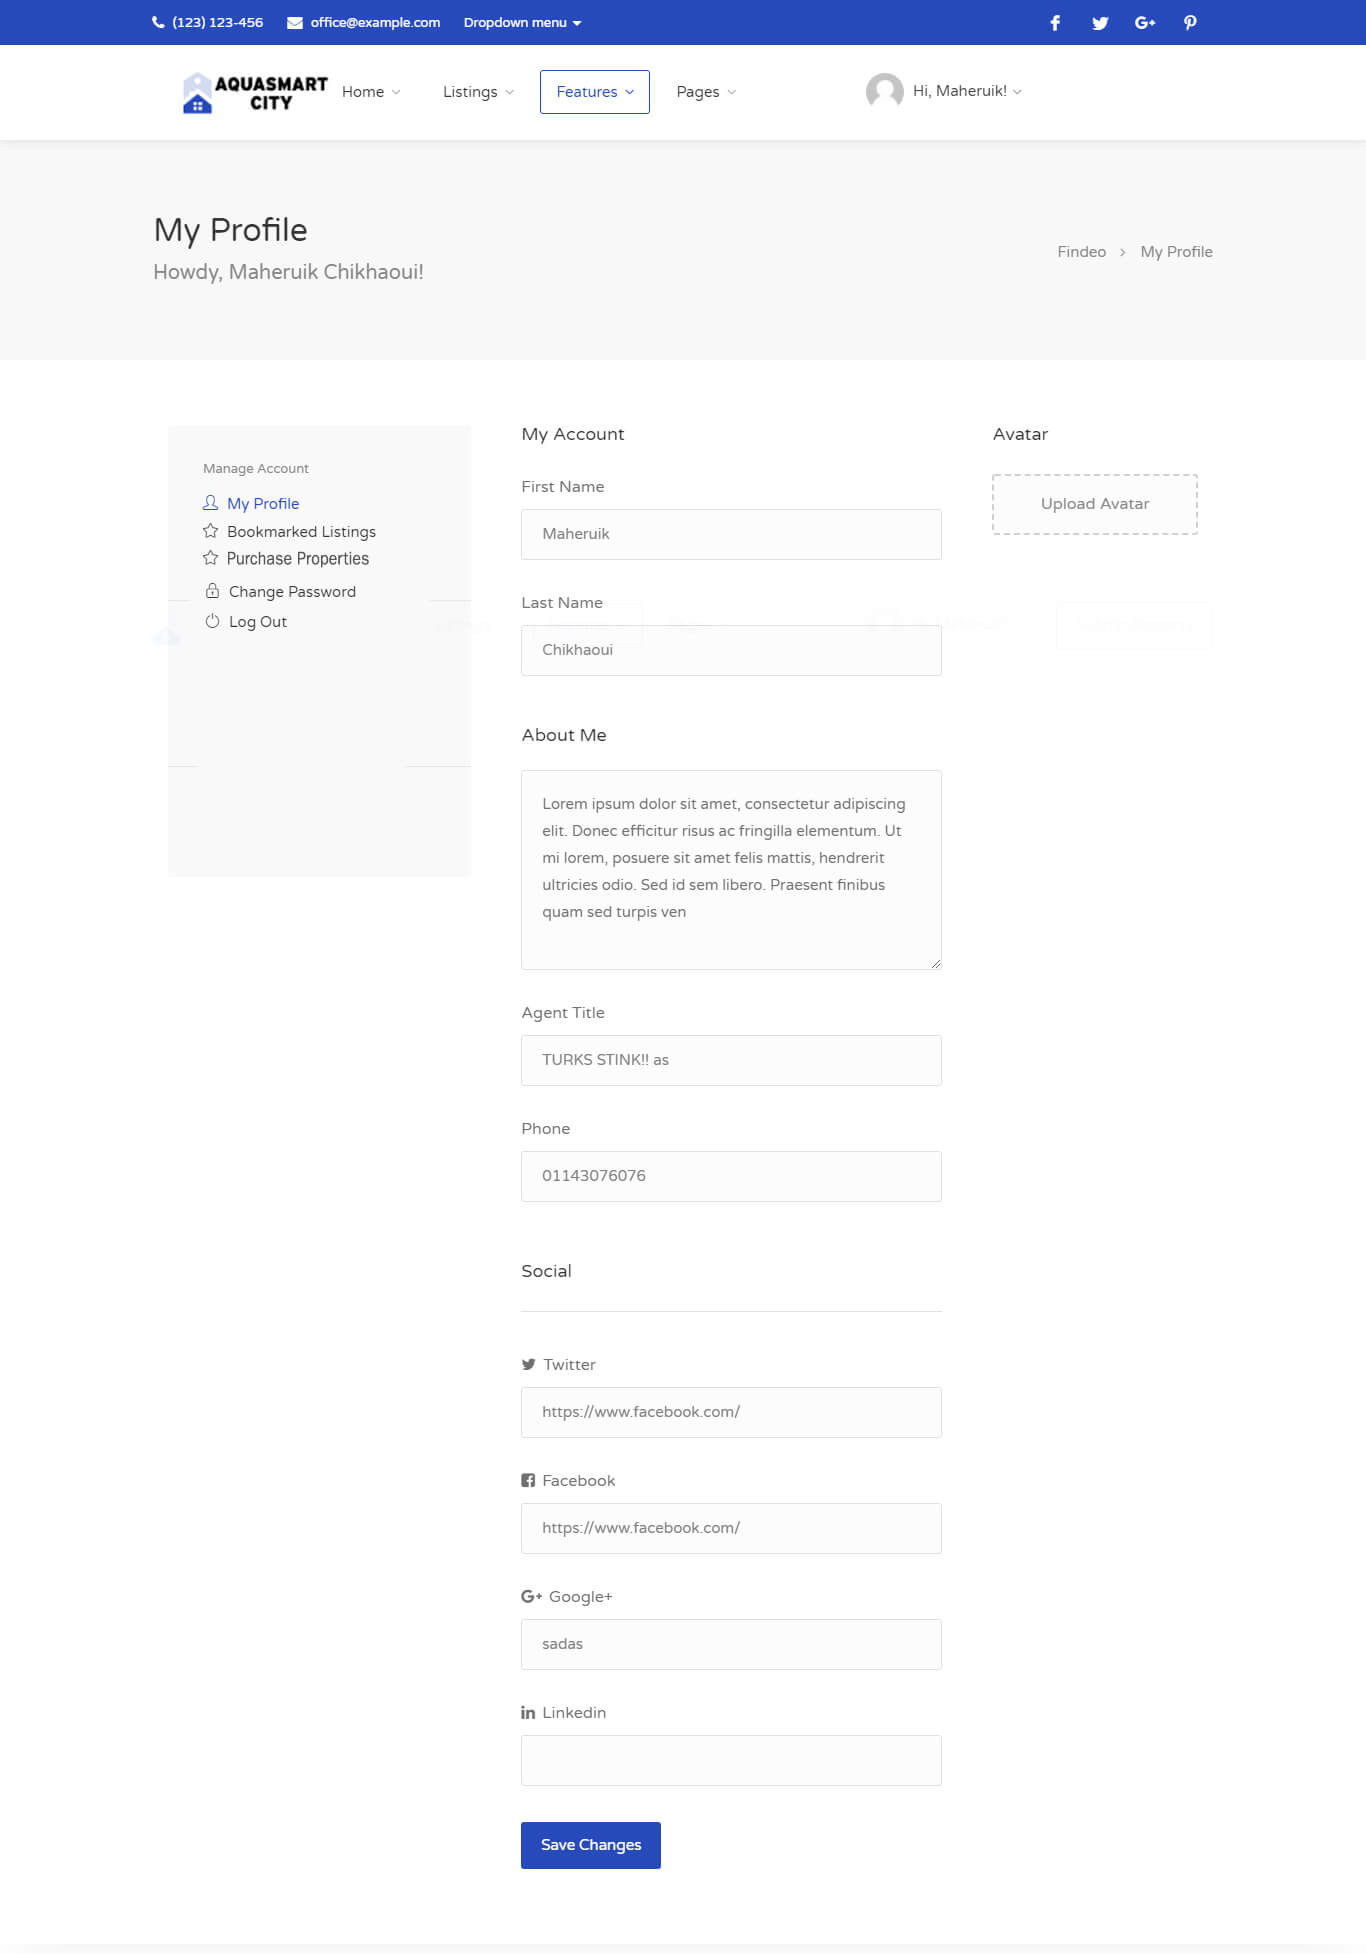 (123) 123-456
office@example.com
Dropdown menu
AQUASMART
CITY
Home
Listings
Features
Pages
Hi, Maheruik!
My Profile
Howdy, Maheruik Chikhaoui!
Findeo
My Profile
Manage Account
My Profile
Bookmarked Listings
Purchase Properties
Change Password
Log Out
My Account
First Name
Maheruik
Last Name
Chikhaoui
About Me
Lorem ipsum dolor sit amet, consectetur adipiscing
elit. Donec efficitur risus ac fringilla elementum. Ut
mi lorem, posuere sit amet felis mattis, hendrerit
ultricies odio. Sed id sem libero. Praesent finibus
quam sed turpis ven
Agent Title
TURKS STINK!! as
Phone
01143076076
Social
Twitter
https://www.facebook.com/
Facebook
https://www.facebook.com/
Google+
sadas
Linkedin
Save Changes
Avatar
Upload Avatar